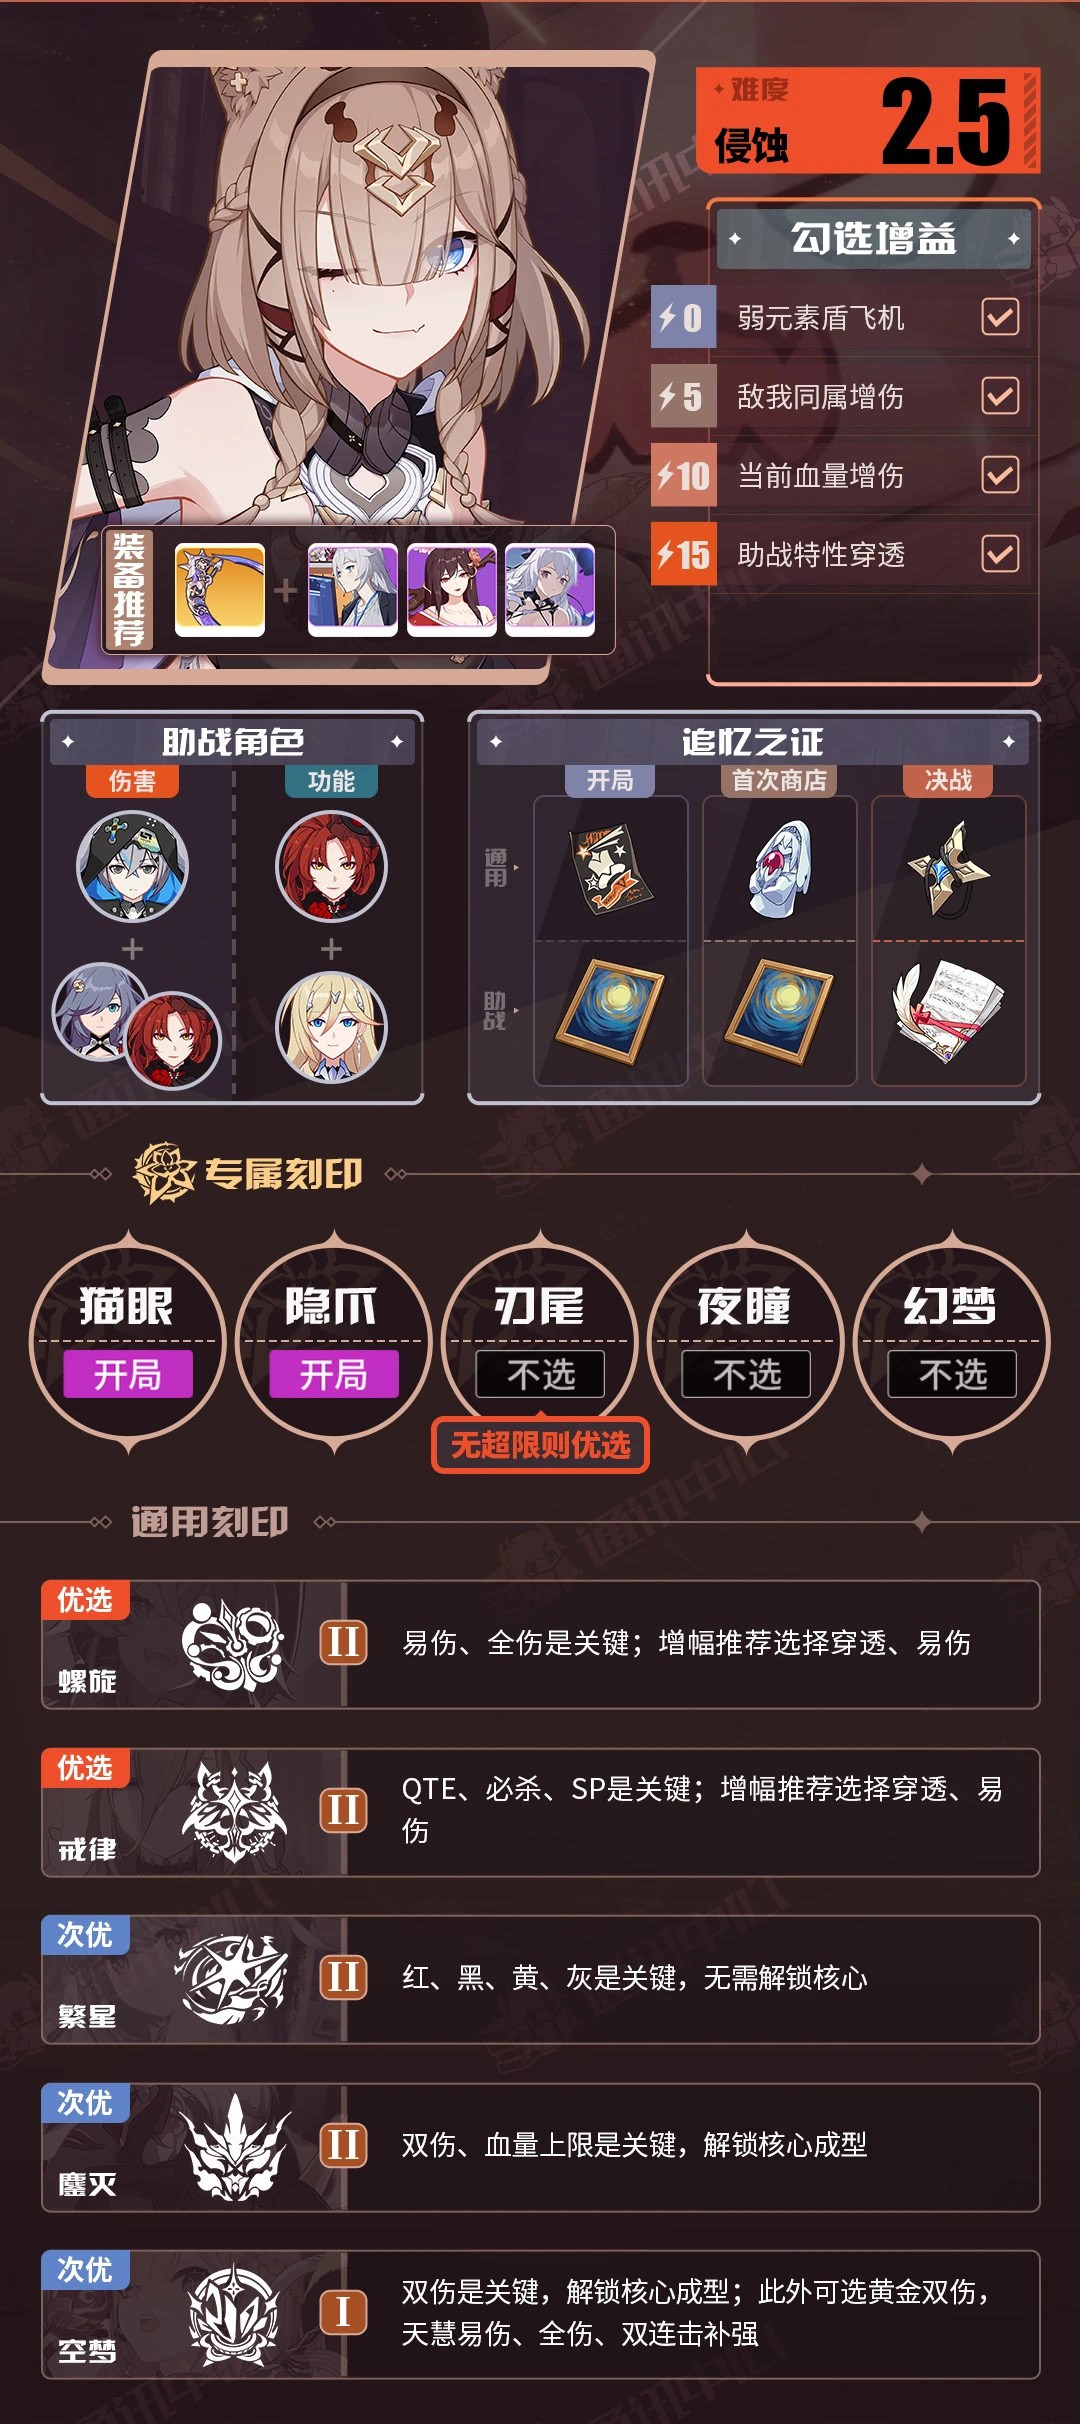 难度
侵蚀
2.5
勾选增益
0
弱元素盾飞机
5
敌我同属增伤
10
当前血量增伤
15
助战特性穿透
装备推荐
助战角色
伤害
功能
追忆之证
开局
首次商店
决战
通用
助战
专属刻印
猫眼
开局
隐爪
开局
刃尾
不选
夜瞳
不选
幻梦
不选
无超限则优选
通用刻印
优选
螺旋
II
易伤、全伤是关键；增幅推荐选择穿透、易伤
优选
戒律
II
QTE、必杀、SP是关键；增幅推荐选择穿透、易
伤
次优
繁星
II
红、黑、黄、灰是关键，无需解锁核心
次优
鏖灭
II
双伤、血量上限是关键，解锁核心成型
次优
空梦
I
双伤是关键，解锁核心成型；此外可选黄金双伤，
天慧易伤、全伤、双连击补强
通讯中心